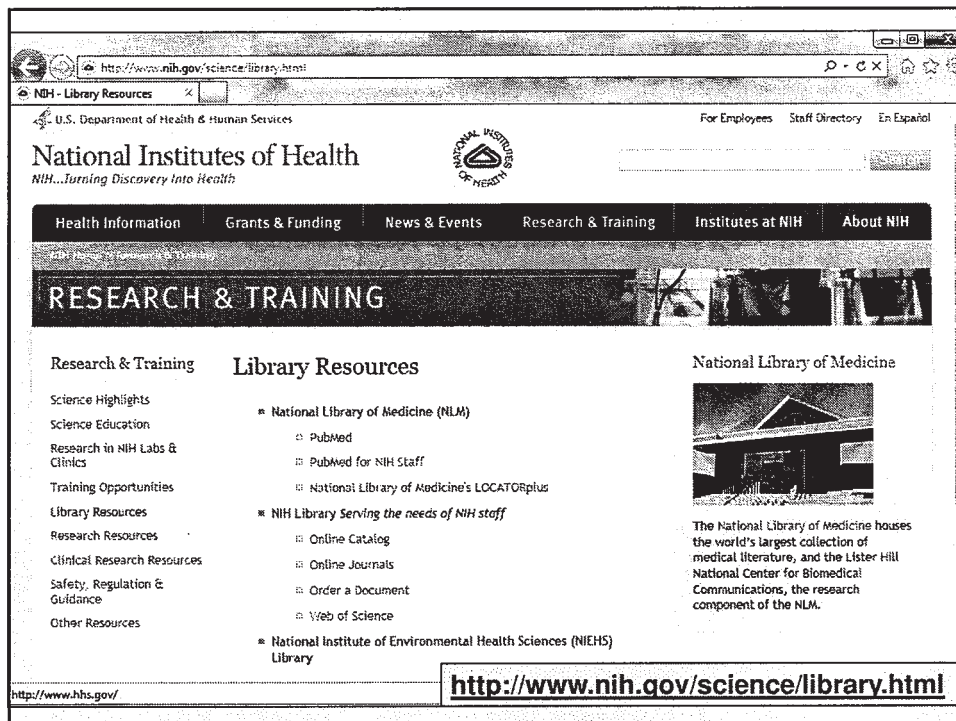 http://www.nih.gov/science/library.html
NIH - Library Resources
U.S. Department of Health & Human Services
For Employees Staff Directory En Español
National Institutes of Health
NIH...Turning Discovery Into Health
NATIONAL INSTITUTES OF HEALTH
Search
Health Information Grants & Funding News & Events Research & Training Institutes at NIH About NIH
NIH Home > Research & Training
RESEARCH & TRAINING
Research & Training
Science Highlights
Science Education
Research in NIH Labs &
Clinics
Training Opportunities
Library Resources
Research Resources
Clinical Research Resources
Safety, Regulation &
Guidance
Other Resources
Library Resources
National Library of Medicine (NLM)
PubMed
PubMed for NIH Staff
National Library of Medicine's LOCATORplus
NIH Library Serving the needs of NIH staff
Online Catalog
Online Journals
Order a Document
Web of Science
National Institute of Environmental Health Sciences (NIEHS)
Library
National Library of Medicine
The National Library of Medicine houses
the world's largest collection of
medical literature, and the Lister Hill
National Center for Biomedical
Communications, the research
component of the NLM.
http://www.hhs.gov/
http://www.nih.gov/science/library.html